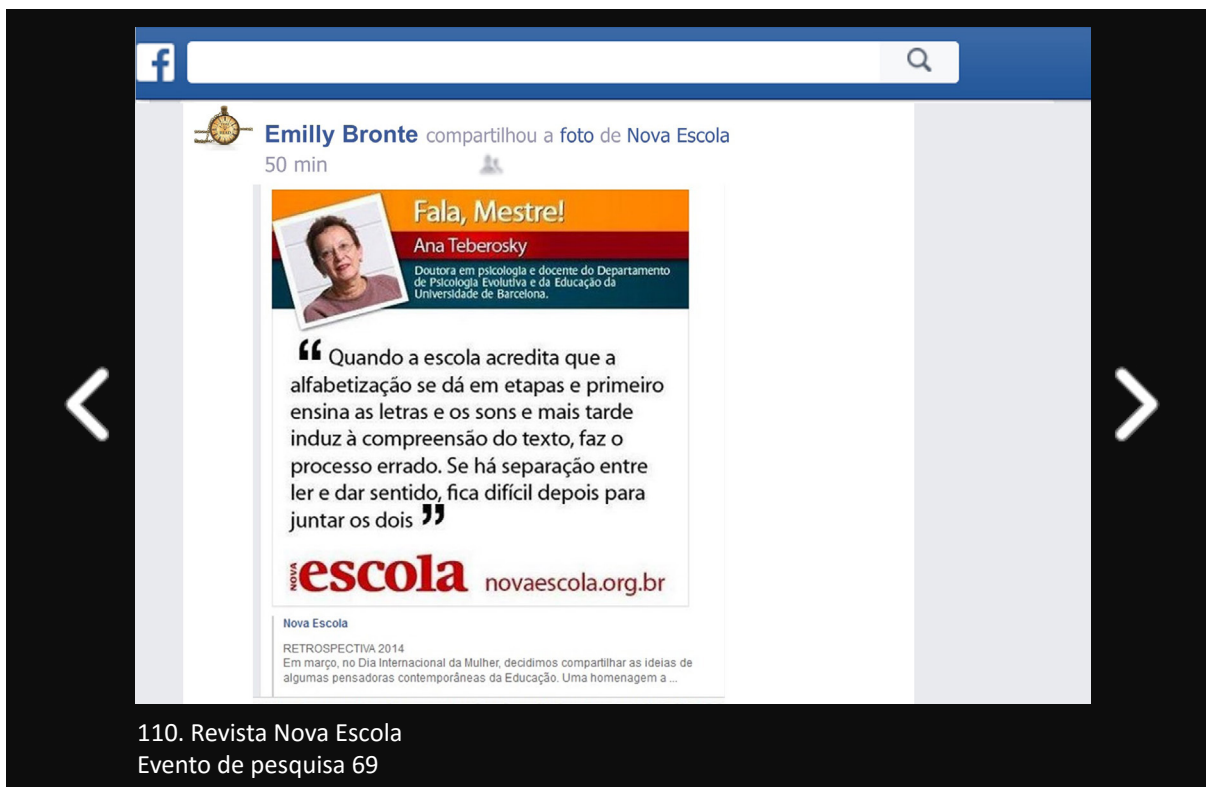 f
Emilly Bronte compartilhou a foto de Nova Escola
50 min
Fala, Mestre!
Ana Teberosky
Doutora em psicologia e docente do Departamento
de Psicologia Evolutiva e da Educação da
Universidade de Barcelona.
“ Quando a escola acredita que a
alfabetização se dá em etapas e primeiro
ensina as letras e os sons e mais tarde
induz à compreensão do texto, faz o
processo errado. Se há separação entre
ler e dar sentido, fica difícil depois para
juntar os dois ”
NOVA escola novaescola.org.br
Nova Escola
RETROSPECTIVA 2014
Em março, no Dia Internacional da Mulher, decidimos compartilhar as ideias de
algumas pensadoras contemporâneas da Educação. Uma homenagem a ...
110. Revista Nova Escola
Evento de pesquisa 69